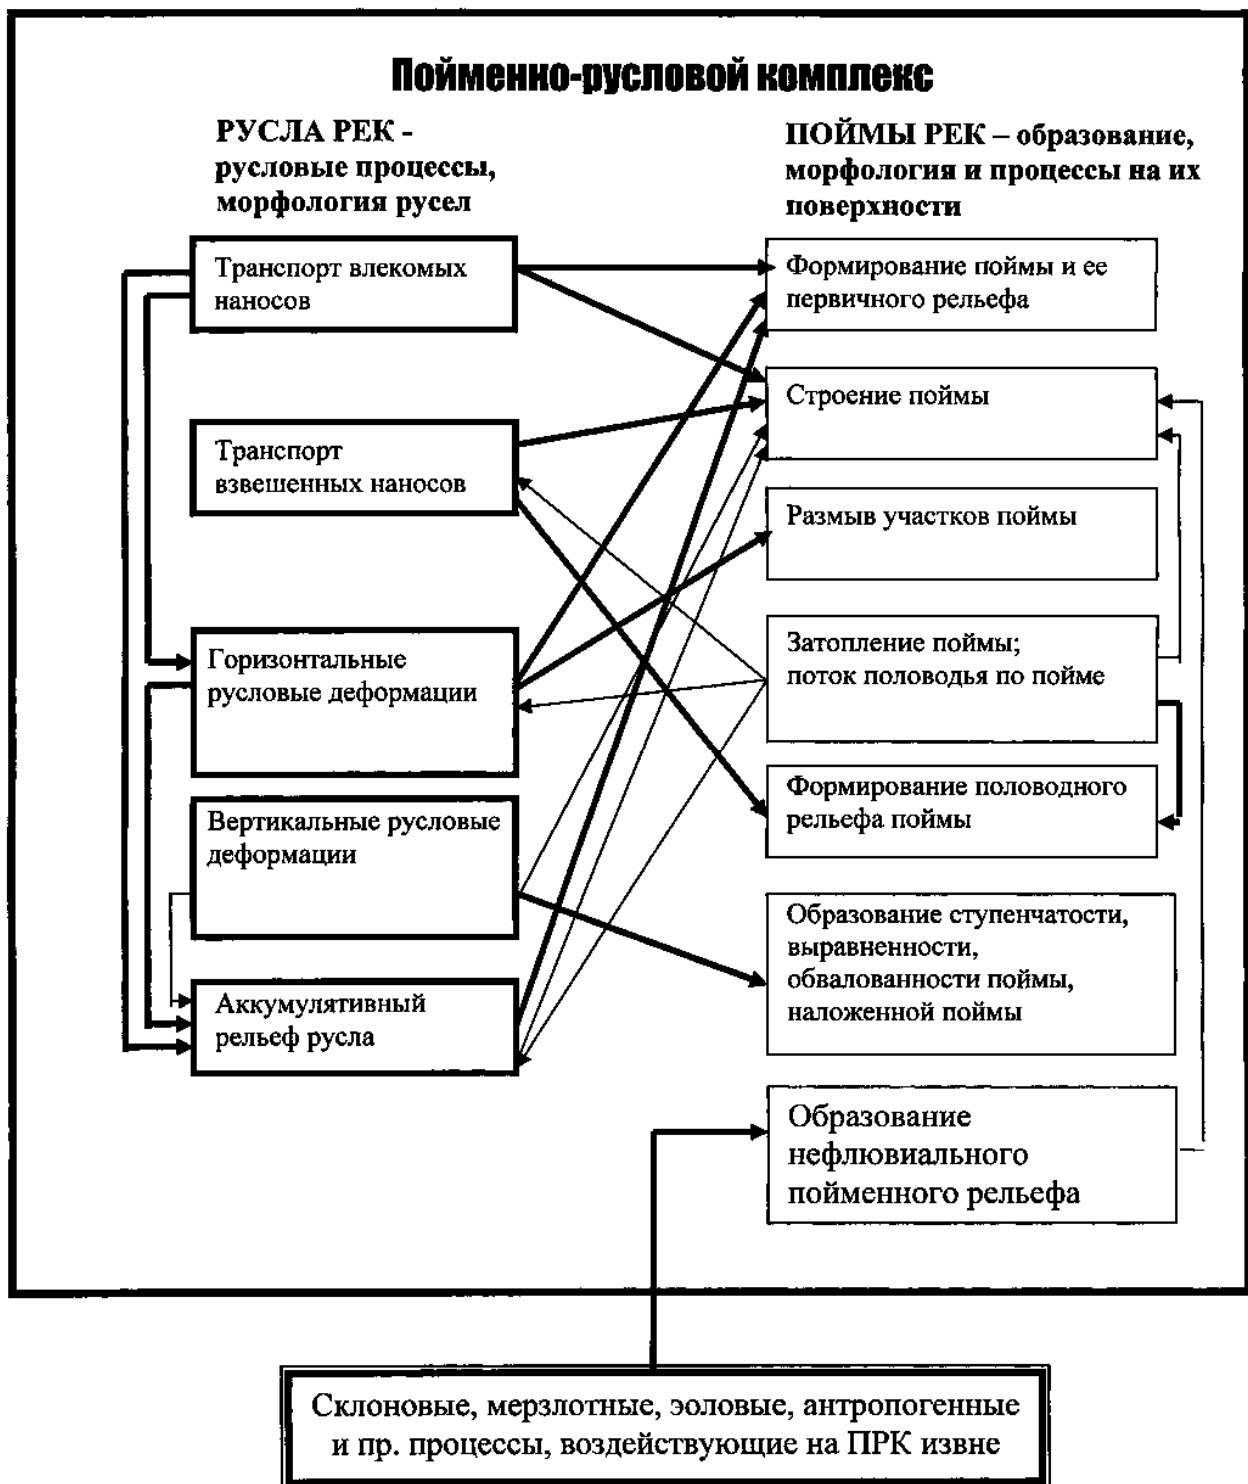 Пойменно-русловой комплекс
РУСЛА РЕК -
русловые процессы,
морфология русел
ПОЙМЫ РЕК – образование,
морфология и процессы на их
поверхности
Транспорт влекомых
наносов
Транспорт
взвешенных наносов
Горизонтальные
русловые деформации
Вертикальные русловые
деформации
Аккумулятивный
рельеф русла
Формирование поймы и ее
первичного рельефа
Строение поймы
Размыв участков поймы
Затопление поймы;
поток половодья по пойме
Формирование половодного
рельефа поймы
Образование ступенчатости,
выравненности,
обвалованности поймы,
наложенной поймы
Образование
нефлювиального
пойменного рельефа
Склоновые, мерзлотные, эоловые, антропогенные
и пр. процессы, воздействующие на ПРК извне